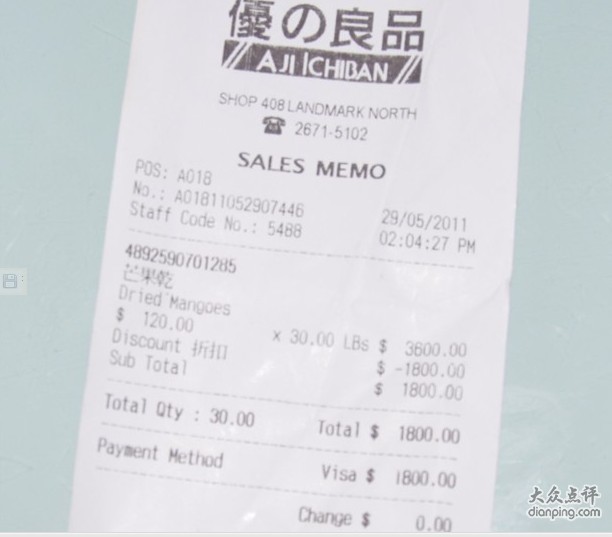 優の良品
AJI ICHIBAN
SHOP 408 LANDMARK NORTH
☎ 2671-5102
SALES MEMO
POS: A018
No.: A01811052907446 29/05/2011
Staff Code No.: 5488 02:04:27 PM
4892590701285
芒果乾
Dried Mangoes
$ 120.00 x 30.00 LBs $ 3600.00
Discount 折扣 $ -1800.00
Sub Total $ 1800.00
Total Qty : 30.00 Total $ 1800.00
Payment Method Visa $ 1800.00
Change $ 0.00
大众点评
dianping.com